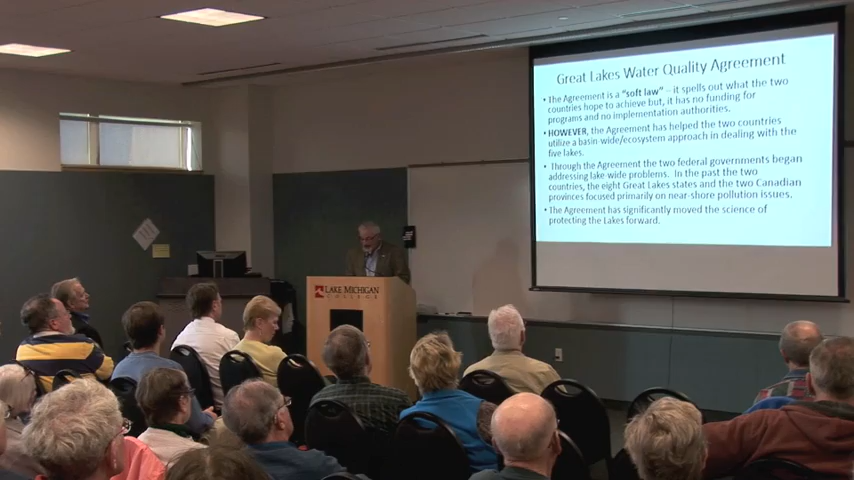 Great Lakes Water Quality Agreement
• The Agreement is a "soft law" – it spells out what the two
countries hope to achieve but, it has no funding for
programs and no implementation authorities.
• HOWEVER, the Agreement has helped the two countries
utilize a basin-wide/ecosystem approach in dealing with the
five lakes.
• Through the Agreement the two federal governments began
addressing lake-wide problems. In the past the two
countries, the eight Great Lakes states and the two Canadian
provinces focused primarily on near-shore pollution issues.
• The Agreement has significantly moved the science of
protecting the Lakes forward.
LAKE MICHIGAN
COLLEGE